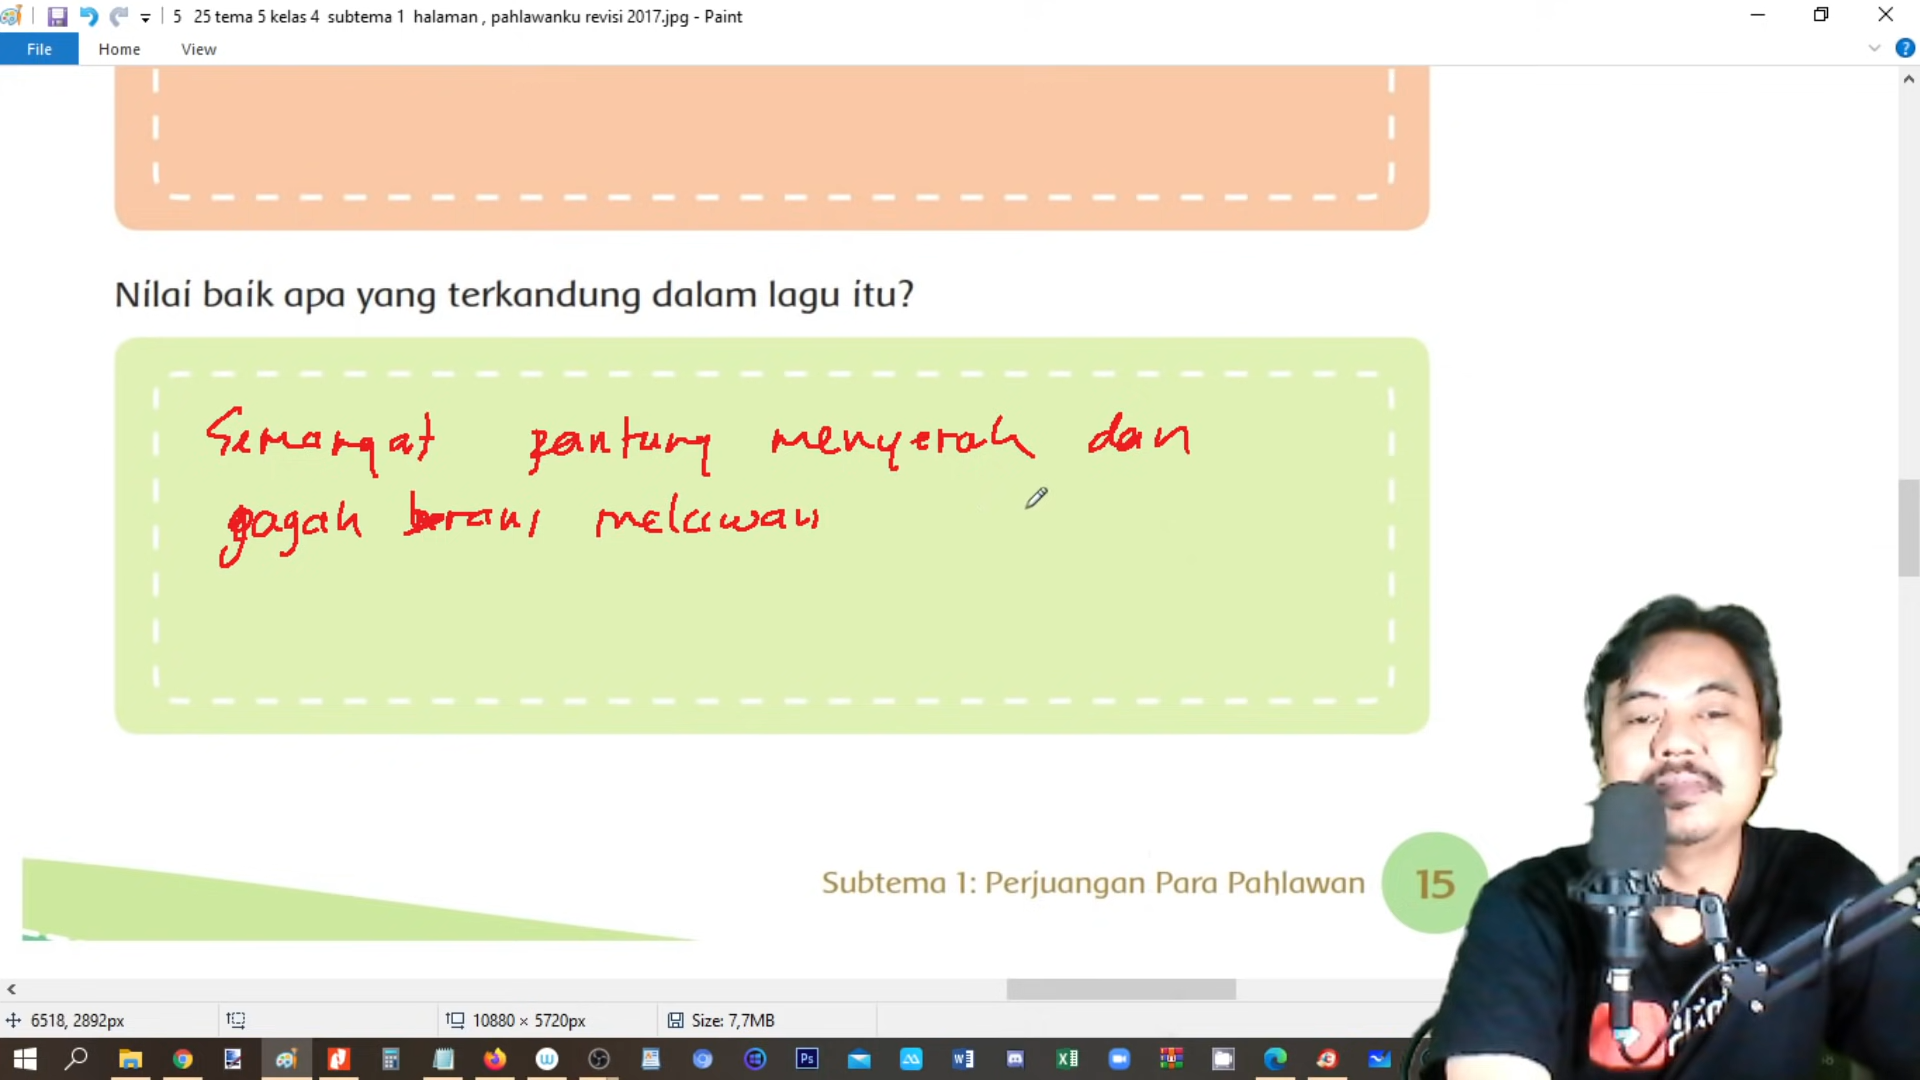 5 25 tema 5 kelas 4 subtema 1 halaman , pahlawanku revisi 2017.jpg - Paint
File Home View
Nilai baik apa yang terkandung dalam lagu itu?
Semangat pantung menyerah dan
gagah berani melawan
Subtema 1: Perjuangan Para Pahlawan 15
6518, 2892px 10880 × 5720px Size: 7,7MB
Ps